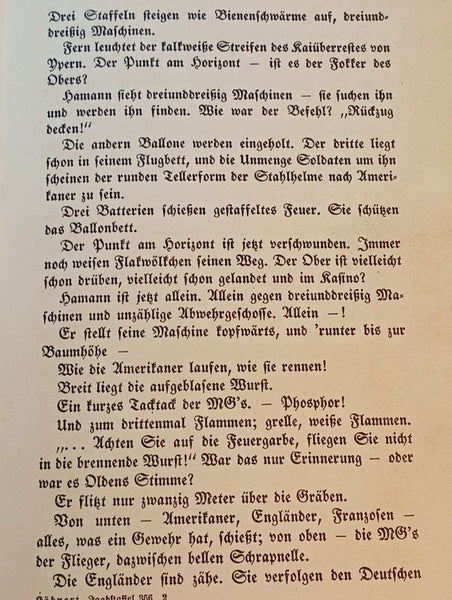 Drei Staffeln steigen wie Bienenschwärme auf, dreiund-
dreißig Maschinen.
Fern leuchtet der kalkweiße Streifen des Kaiüberrestes von
Ypern. Der Punkt am Horizont — ist es der Fokker des
Obers?
Hamann sieht dreiunddreißig Maschinen — sie suchen ihn
und werden ihn finden. Wie war der Befehl? „Rückzug
decken!“
Die andern Ballone werden eingeholt. Der dritte liegt
schon in seinem Flugbett, und die Unmenge Soldaten um ihn
scheinen der runden Tellerform der Stahlhelme nach Ameri-
kaner zu sein.
Drei Batterien schießen gestaffeltes Feuer. Sie schützen
das Ballonbett.
Der Punkt am Horizont ist jetzt verschwunden. Immer
noch weisen Flakwölkchen seinen Weg. Der Ober ist vielleicht
schon drüben, vielleicht schon gelandet und im Kasino?
Hamann ist jetzt allein. Allein gegen dreiunddreißig Ma-
schinen und unzählige Abwehrgeschosse. Allein —!
Er stellt seine Maschine kopfwärts, und ’runter bis zur
Baumhöhe —
Wie die Amerikaner laufen, wie sie rennen!
Breit liegt die aufgeblasene Wurst.
Ein kurzes Tacktack der MG’s. — Phosphor!
Und zum drittenmal Flammen; grelle, weiße Flammen.
„... Achten Sie auf die Feuergarbe, fliegen Sie nicht
in die brennende Wurst!“ War das nur Erinnerung — oder
war es Oldens Stimme?
Er flitzt nur zwanzig Meter über die Gräben.
Von unten — Amerikaner, Engländer, Franzosen —
alles, was ein Gewehr hat, schießt; von oben — die MG’s
der Flieger, dazwischen bellen Schrapnelle.
Die Engländer sind zähe. Sie verfolgen den Deutschen
Jagdstaffel 356. 2